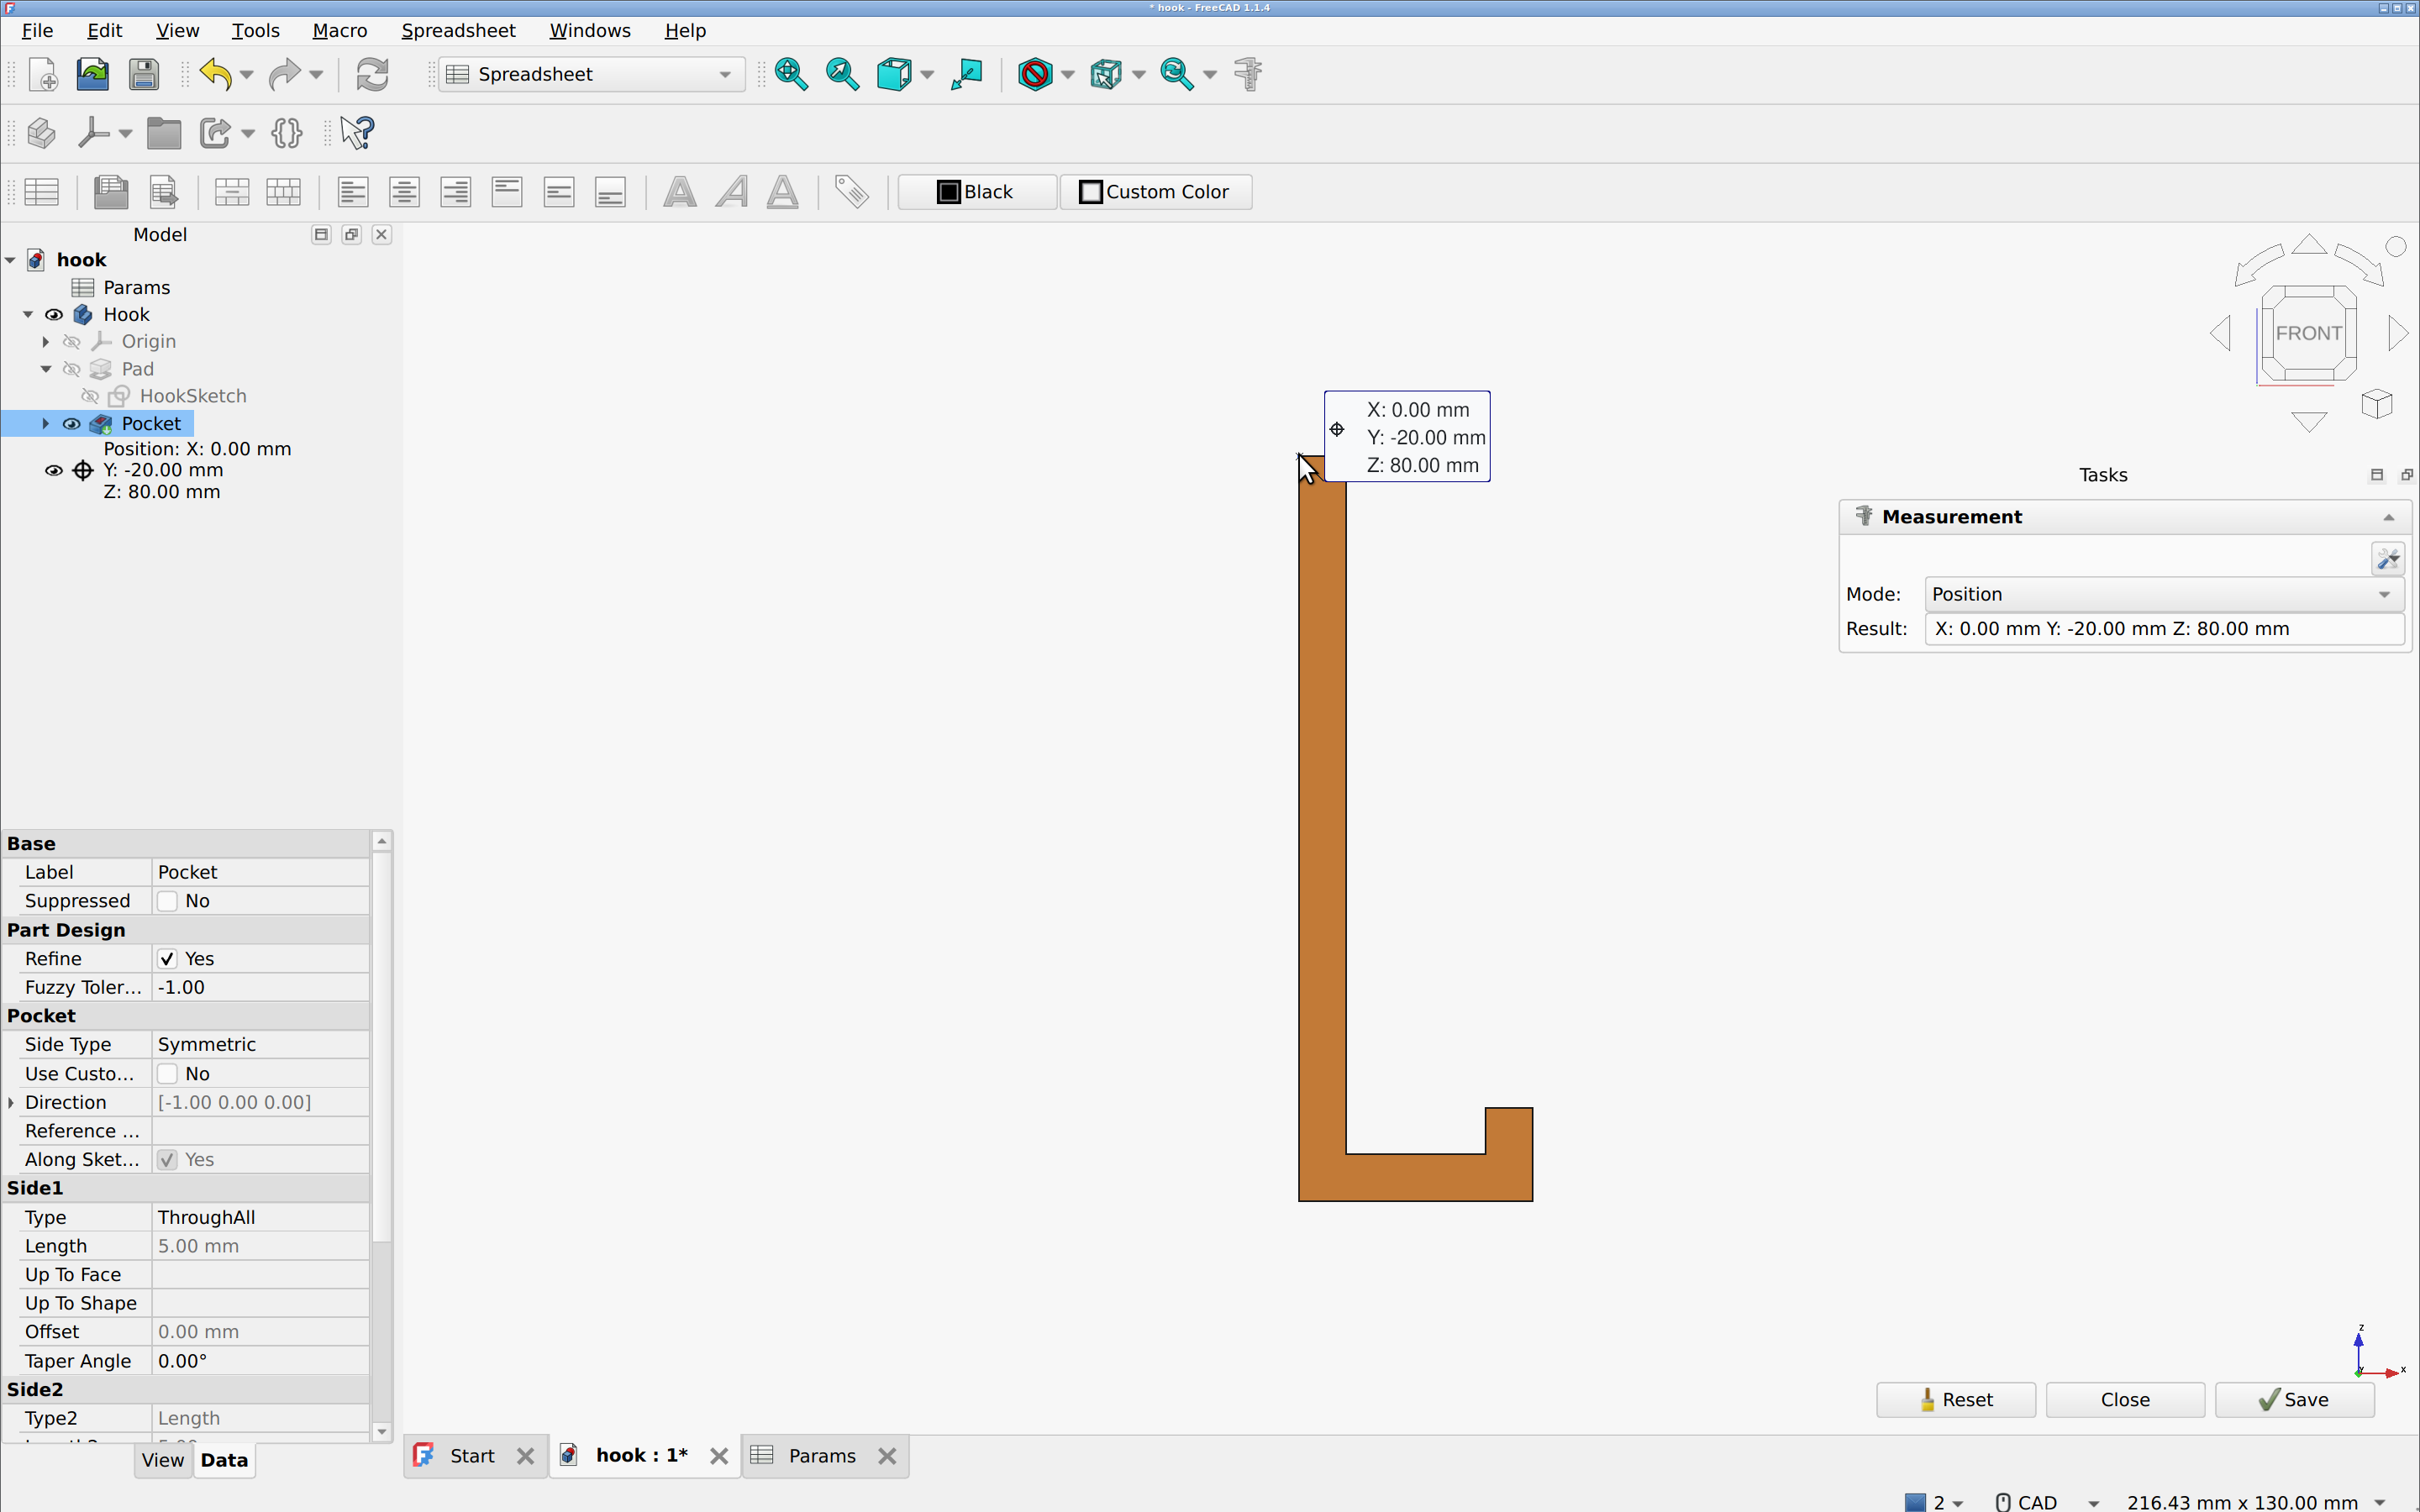 * hook - FreeCAD 1.1.4
File Edit View Tools Macro Spreadsheet Windows Help
Spreadsheet
Black Custom Color
Model
hook
Params
Hook
Origin
Pad
HookSketch
Pocket
Position: X: 0.00 mm
Y: -20.00 mm
Z: 80.00 mm
X: 0.00 mm
Y: -20.00 mm
Z: 80.00 mm
FRONT
Tasks
Measurement
Mode: Position
Result: X: 0.00 mm Y: -20.00 mm Z: 80.00 mm
Base
Label Pocket
Suppressed No
Part Design
Refine Yes
Fuzzy Toler... -1.00
Pocket
Side Type Symmetric
Use Custo... No
Direction [-1.00 0.00 0.00]
Reference ...
Along Sket... Yes
Side1
Type ThroughAll
Length 5.00 mm
Up To Face
Up To Shape
Offset 0.00 mm
Taper Angle 0.00°
Side2
Type2 Length
z
x
Reset Close Save
View Data
Start hook : 1* Params
2 CAD 216.43 mm x 130.00 mm